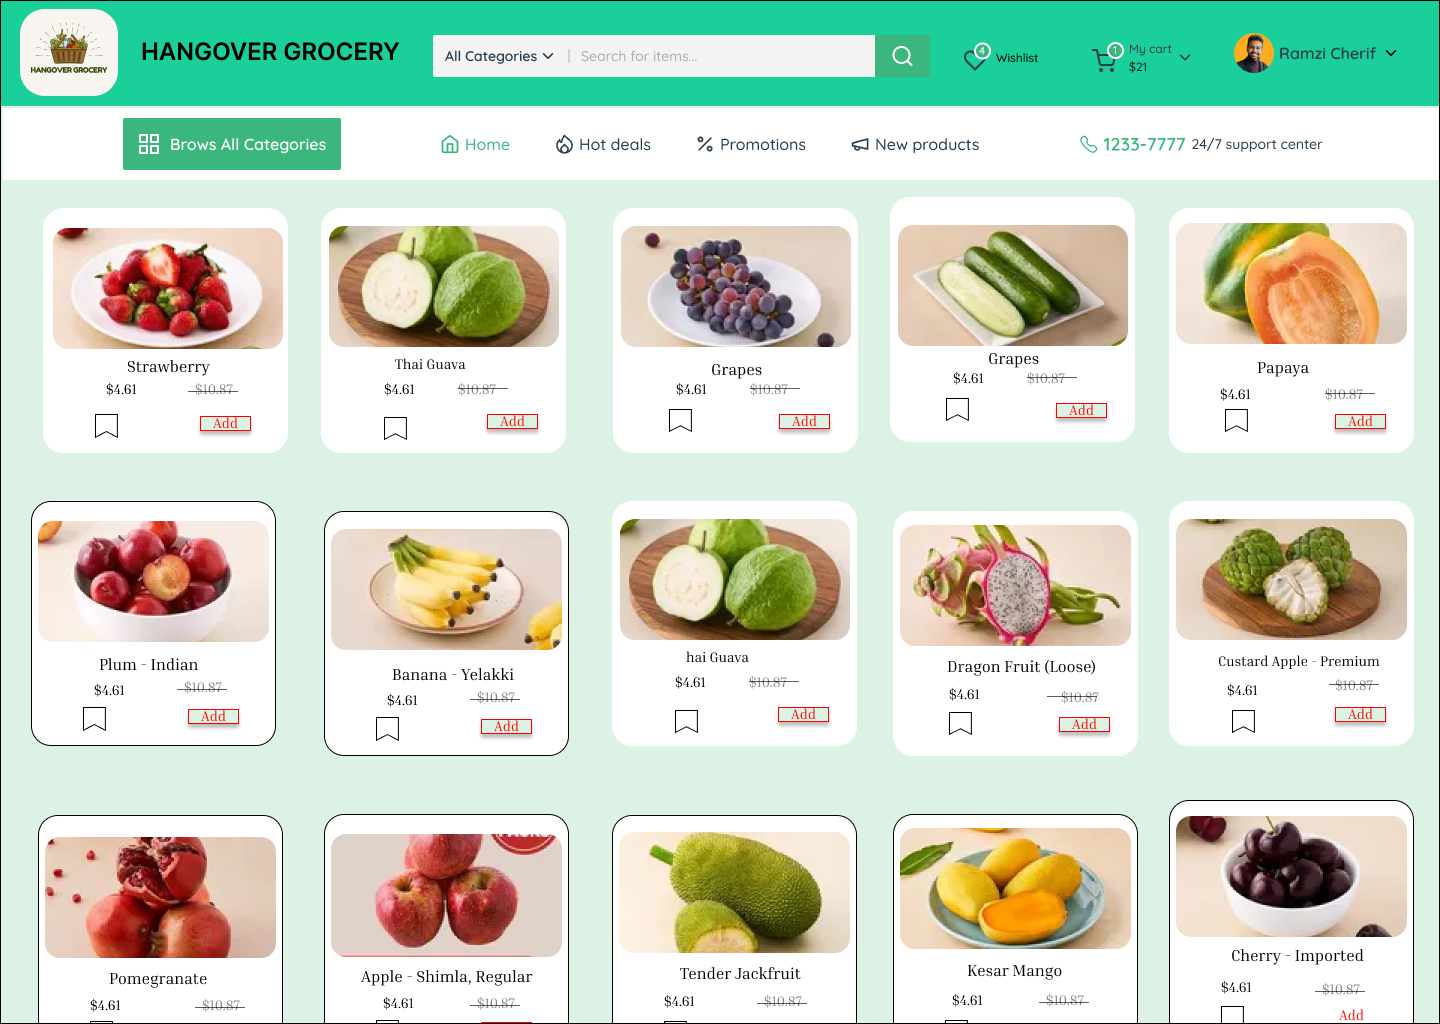 HANGOVER GROCERY
HANGOVER GROCERY
All Categories
Search for items...
4
Wishlist
1
My cart
$21
Ramzi Cherif
Brows All Categories
Home
Hot deals
Promotions
New products
1233-7777 24/7 support center
Strawberry
$4.61 $10.87
Add
Thai Guava
$4.61 $10.87
Add
Grapes
$4.61 $10.87
Add
Grapes
$4.61 $10.87
Add
Papaya
$4.61 $10.87
Add
Plum - Indian
$4.61 $10.87
Add
Banana - Yelakki
$4.61 $10.87
Add
hai Guava
$4.61 $10.87
Add
Dragon Fruit (Loose)
$4.61 $10.87
Add
Custard Apple - Premium
$4.61 $10.87
Add
Pomegranate
$4.61 $10.87
Apple - Shimla, Regular
$4.61 $10.87
Tender Jackfruit
$4.61 $10.87
Kesar Mango
$4.61 $10.87
Cherry - Imported
$4.61 $10.87
Add